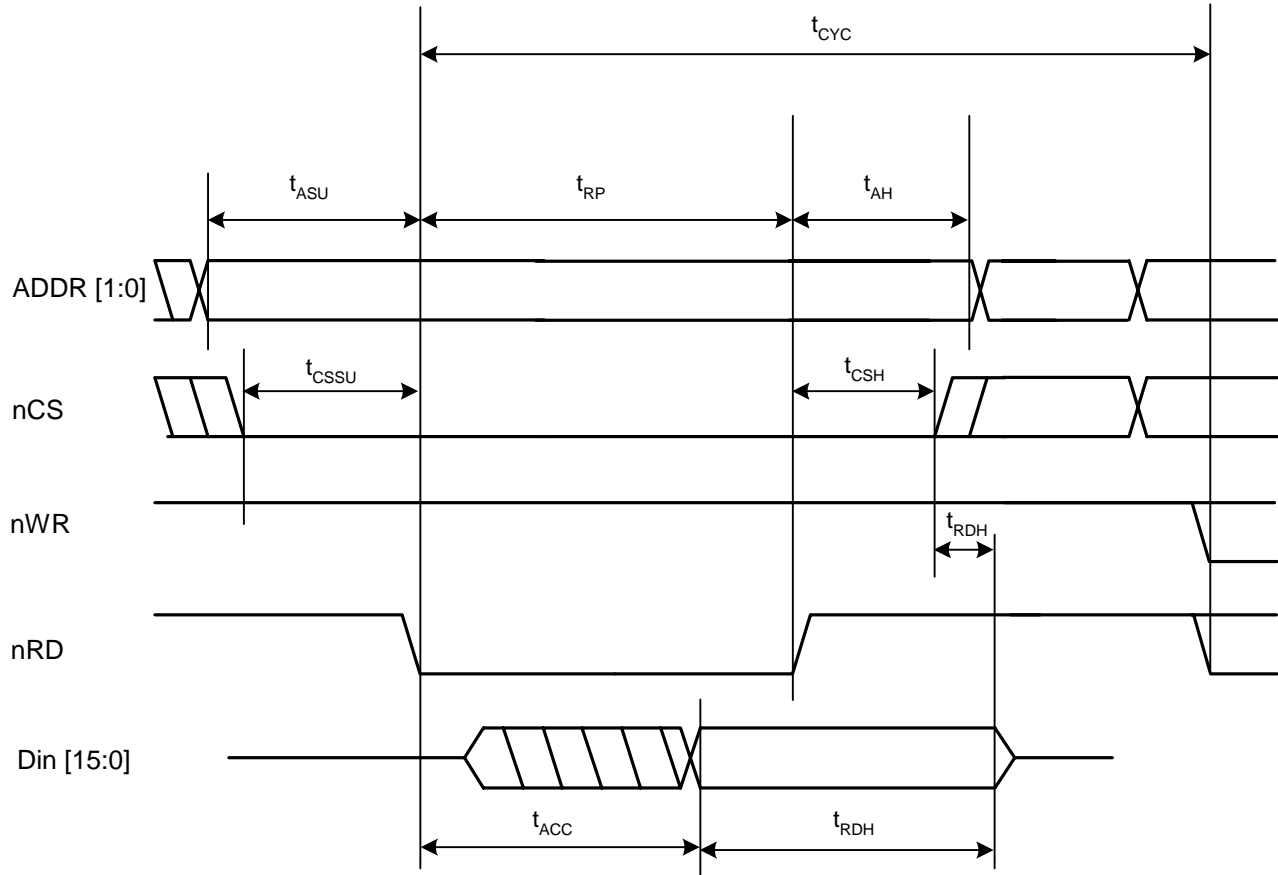 tCYC
tASU
tRP
tAH
ADDR [1:0]
tCSSU
tCSH
nCS
nWR
tRDH
nRD
Din [15:0]
tACC
tRDH